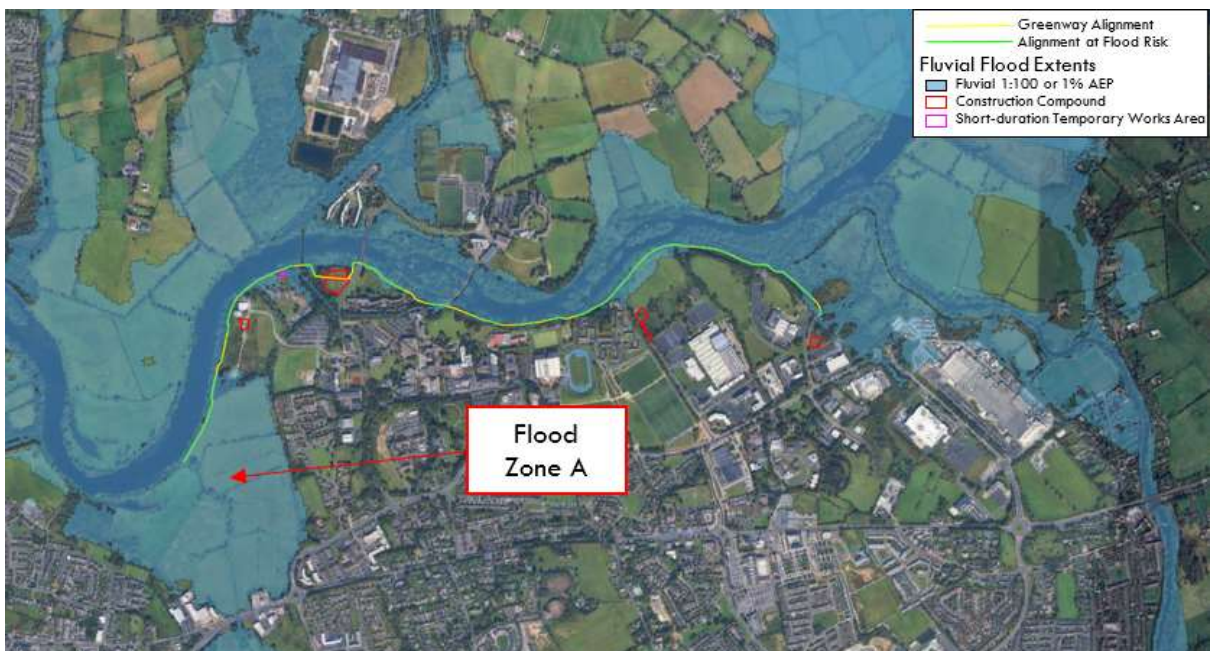 Greenway Alignment
Alignment at Flood Risk
Fluvial Flood Extents
Fluvial 1:100 or 1% AEP
Construction Compound
Short-duration Temporary Works Area
Flood
Zone A